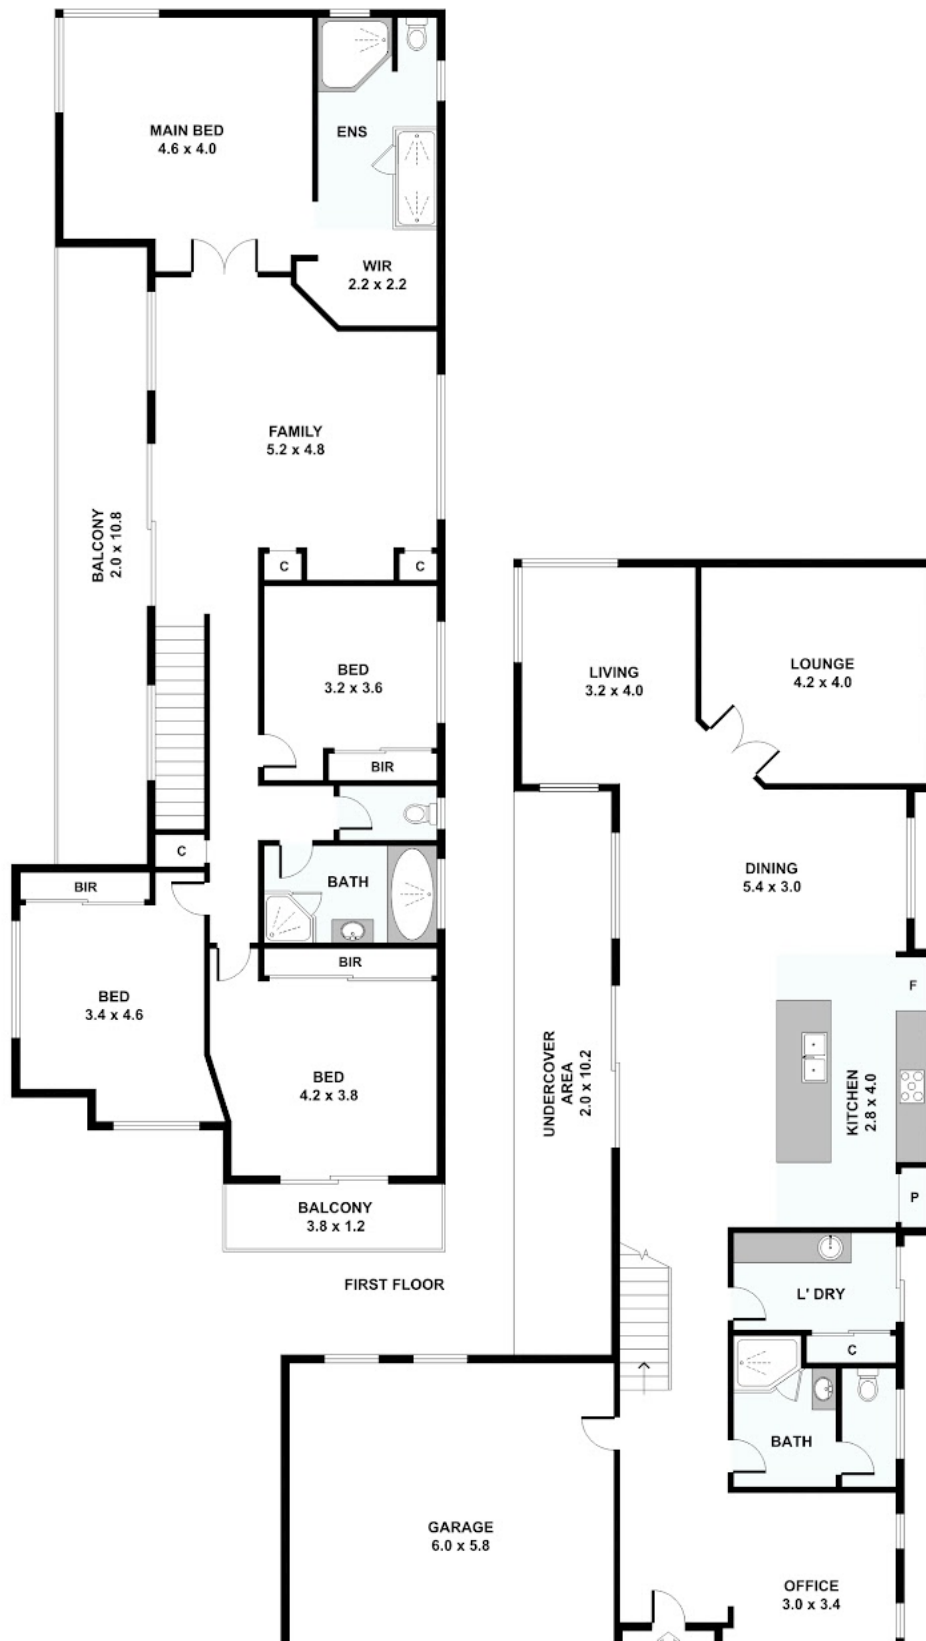 MAIN BED
4.6 x 4.0
ENS
WIR
2.2 x 2.2
FAMILY
5.2 x 4.8
BALCONY
2.0 x 10.8
C
C
BED
3.2 x 3.6
BIR
C
BATH
BIR
BIR
BED
3.4 x 4.6
BED
4.2 x 3.8
BALCONY
3.8 x 1.2
FIRST FLOOR
LIVING
3.2 x 4.0
LOUNGE
4.2 x 4.0
DINING
5.4 x 3.0
F
UNDERCOVER
AREA
2.0 x 10.2
KITCHEN
2.8 x 4.0
P
L' DRY
C
BATH
GARAGE
6.0 x 5.8
OFFICE
3.0 x 3.4